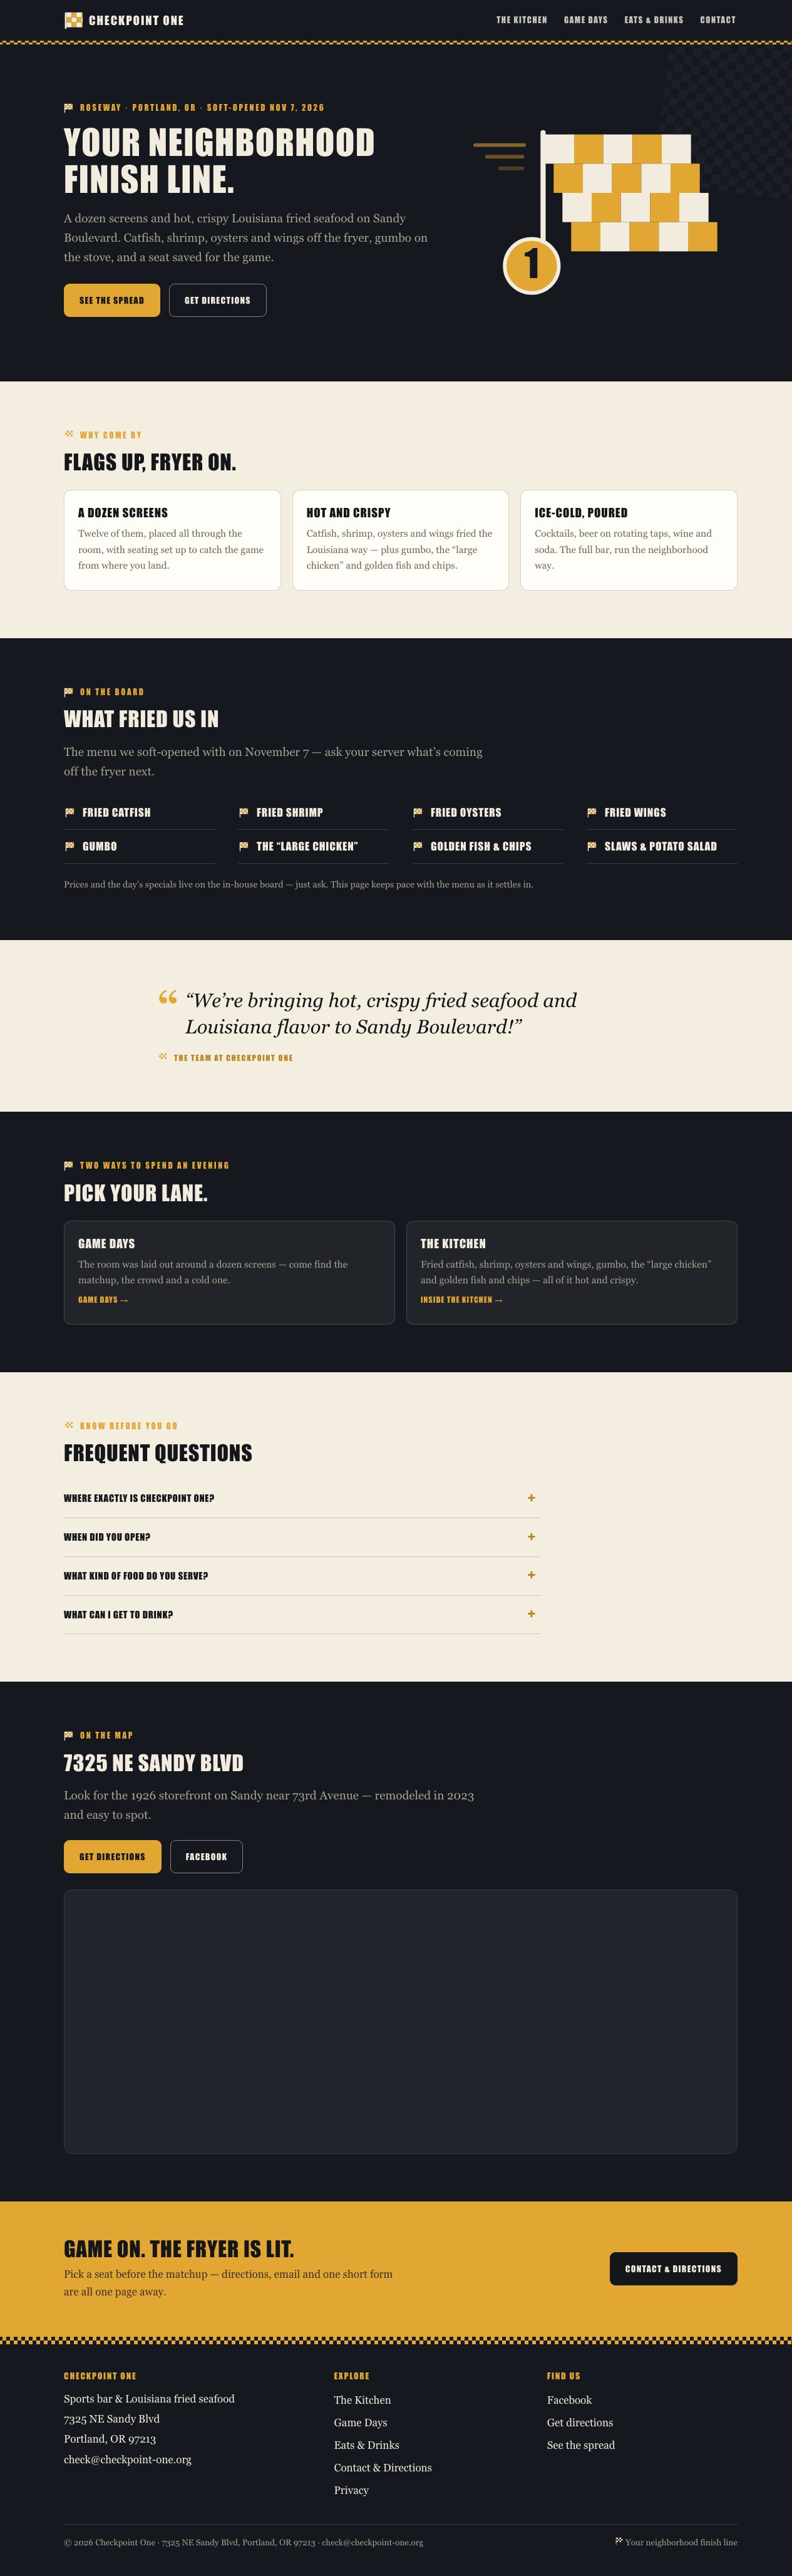 CHECKPOINT ONE
THE KITCHEN GAME DAYS EATS & DRINKS CONTACT
ROSEWAY · PORTLAND, OR · SOFT-OPENED NOV 7, 2026
YOUR NEIGHBORHOOD
FINISH LINE.
A dozen screens and hot, crispy Louisiana fried seafood on Sandy
Boulevard. Catfish, shrimp, oysters and wings off the fryer, gumbo on
the stove, and a seat saved for the game.
SEE THE SPREAD GET DIRECTIONS
1
WHY COME BY
FLAGS UP, FRYER ON.
A DOZEN SCREENS
Twelve of them, placed all through the
room, with seating set up to catch the game
from where you land.
HOT AND CRISPY
Catfish, shrimp, oysters and wings fried the
Louisiana way — plus gumbo, the “large
chicken” and golden fish and chips.
ICE-COLD, POURED
Cocktails, beer on rotating taps, wine and
soda. The full bar, run the neighborhood
way.
ON THE BOARD
WHAT FRIED US IN
The menu we soft-opened with on November 7 — ask your server what’s coming
off the fryer next.
FRIED CATFISH FRIED SHRIMP FRIED OYSTERS FRIED WINGS
GUMBO THE “LARGE CHICKEN” GOLDEN FISH & CHIPS SLAWS & POTATO SALAD
Prices and the day’s specials live on the in-house board — just ask. This page keeps pace with the menu as it settles in.
“ “We’re bringing hot, crispy fried seafood and
Louisiana flavor to Sandy Boulevard!”
THE TEAM AT CHECKPOINT ONE
TWO WAYS TO SPEND AN EVENING
PICK YOUR LANE.
GAME DAYS
The room was laid out around a dozen screens — come find the
matchup, the crowd and a cold one.
GAME DAYS →
THE KITCHEN
Fried catfish, shrimp, oysters and wings, gumbo, the “large chicken”
and golden fish and chips — all of it hot and crispy.
INSIDE THE KITCHEN →
KNOW BEFORE YOU GO
FREQUENT QUESTIONS
WHERE EXACTLY IS CHECKPOINT ONE? +
WHEN DID YOU OPEN? +
WHAT KIND OF FOOD DO YOU SERVE? +
WHAT CAN I GET TO DRINK? +
ON THE MAP
7325 NE SANDY BLVD
Look for the 1926 storefront on Sandy near 73rd Avenue — remodeled in 2023
and easy to spot.
GET DIRECTIONS FACEBOOK
GAME ON. THE FRYER IS LIT.
Pick a seat before the matchup — directions, email and one short form
are all one page away.
CONTACT & DIRECTIONS
CHECKPOINT ONE
Sports bar & Louisiana fried seafood
7325 NE Sandy Blvd
Portland, OR 97213
check@checkpoint-one.org
EXPLORE
The Kitchen
Game Days
Eats & Drinks
Contact & Directions
Privacy
FIND US
Facebook
Get directions
See the spread
© 2026 Checkpoint One · 7325 NE Sandy Blvd, Portland, OR 97213 · check@checkpoint-one.org
Your neighborhood finish line